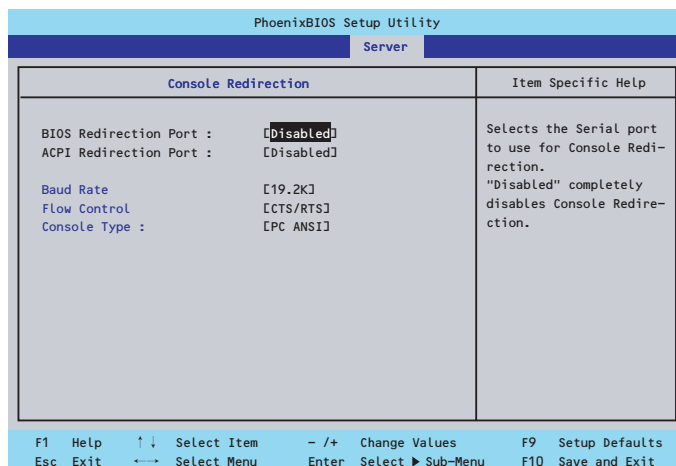 PhoenixBIOS Setup Utility
Server
Console Redirection
Item Specific Help
BIOS Redirection Port : [Disabled]
ACPI Redirection Port : [Disabled]
Baud Rate [19.2K]
Flow Control [CTS/RTS]
Console Type : [PC ANSI]
Selects the Serial port
to use for Console Redi-
rection.
"Disabled" completely
disables Console Redire-
ction.
F1 Help ↑↓ Select Item - /+ Change Values F9 Setup Defaults
Esc Exit ←→ Select Menu Enter Select ▶ Sub-Menu F10 Save and Exit